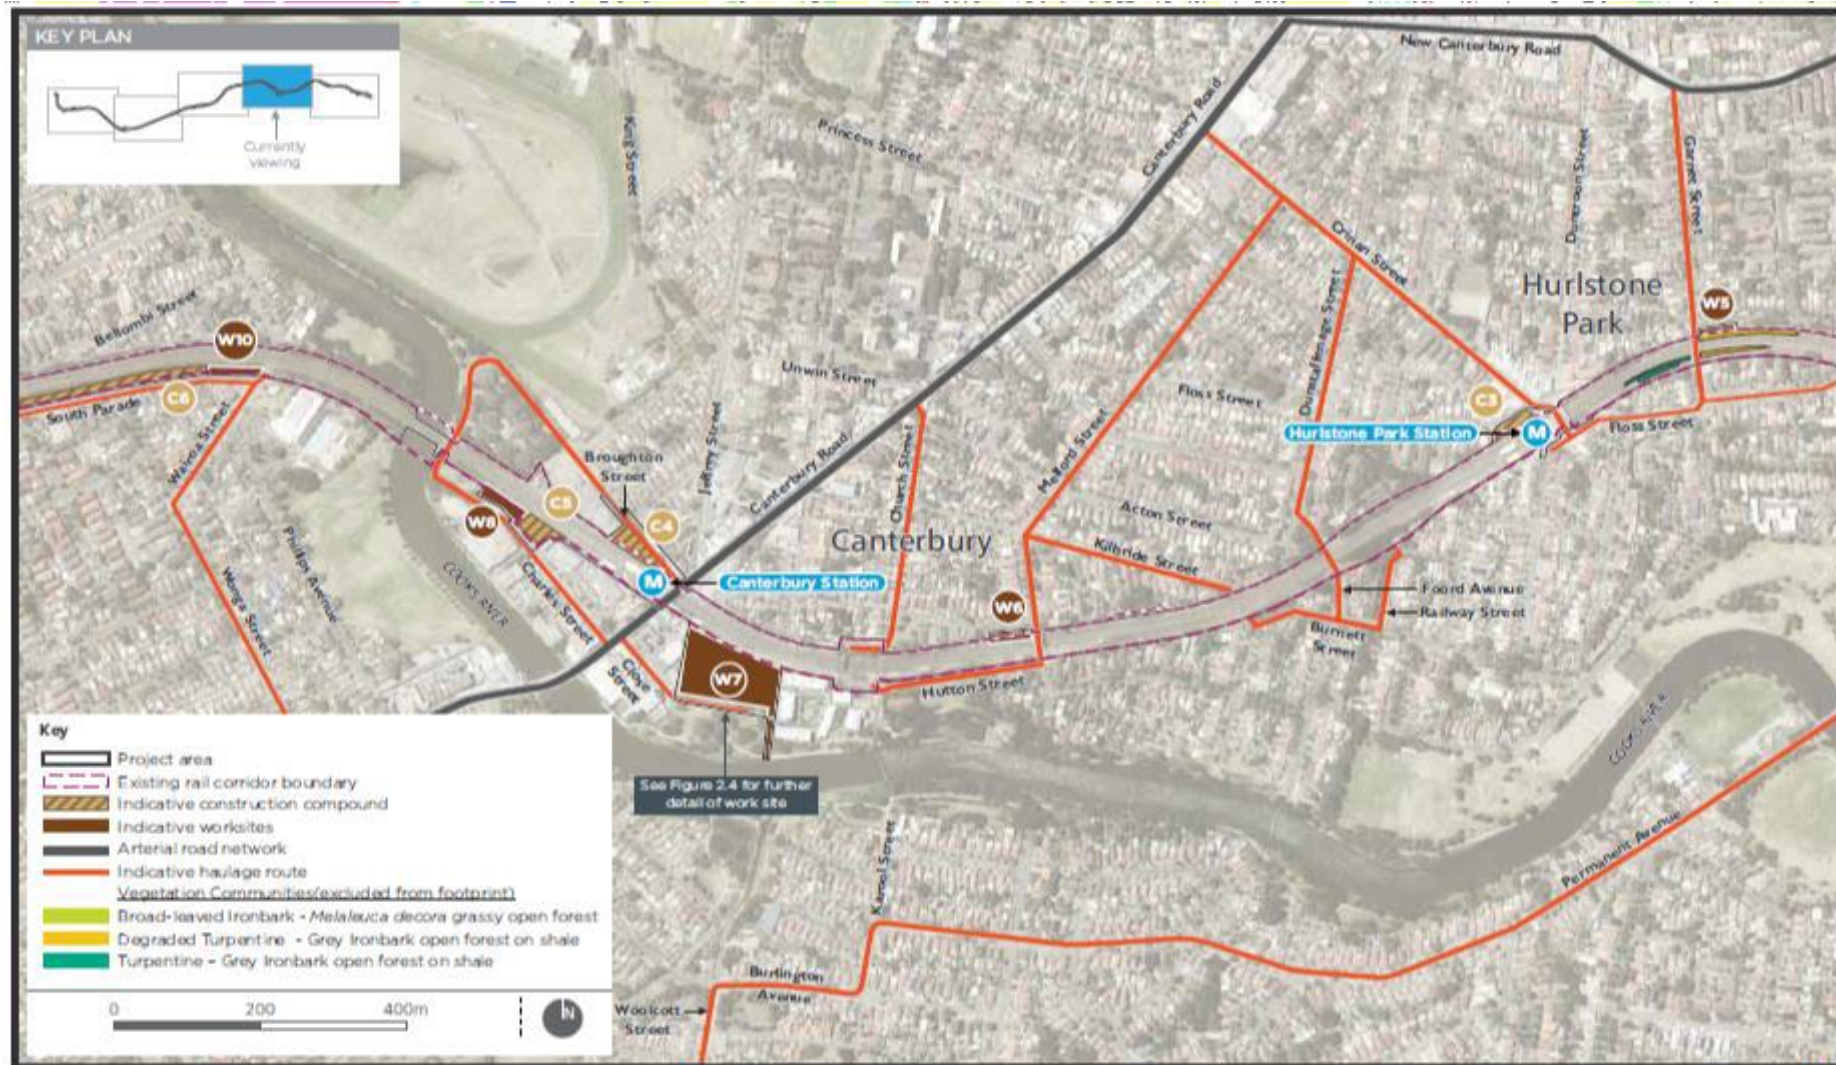 KEY PLAN
Currently
viewing
New Canterbury Road
Canterbury Road
King Street
Princess Street
Crinan Street
Dunstaffenage Street
Garnet Street
Hurlstone
Park
W5
Bellombi Street
W10
C6
South Parade
Wairoa Street
Unwin Street
Jeffrey Street
Canterbury Road
Church Street
Melford Street
Floss Street
C3
Hurlstone Park Station
M
Floss Street
Broughton
Street
C5
C4
W8
Canterbury
Acton Street
Kilbride Street
M
Canterbury Station
Phillips Avenue
Wonga Street
COOKS RIVER
Charles Street
W6
Foord Avenue
Railway Street
Burnett
Street
Close
Street
W7
Hutton Street
COOKS RIVER
See Figure 2.4 for further
detail of work site
Key
Project area
Existing rail corridor boundary
Indicative construction compound
Indicative worksites
Arterial road network
Indicative haulage route
Vegetation Communities(excluded from footprint)
Broad-leaved Ironbark - Melaleuca decora grassy open forest
Degraded Turpentine - Grey Ironbark open forest on shale
Turpentine - Grey Ironbark open forest on shale
0 200 400m
N
Permanent Avenue
Burlington
Avenue
Woolcott
Street